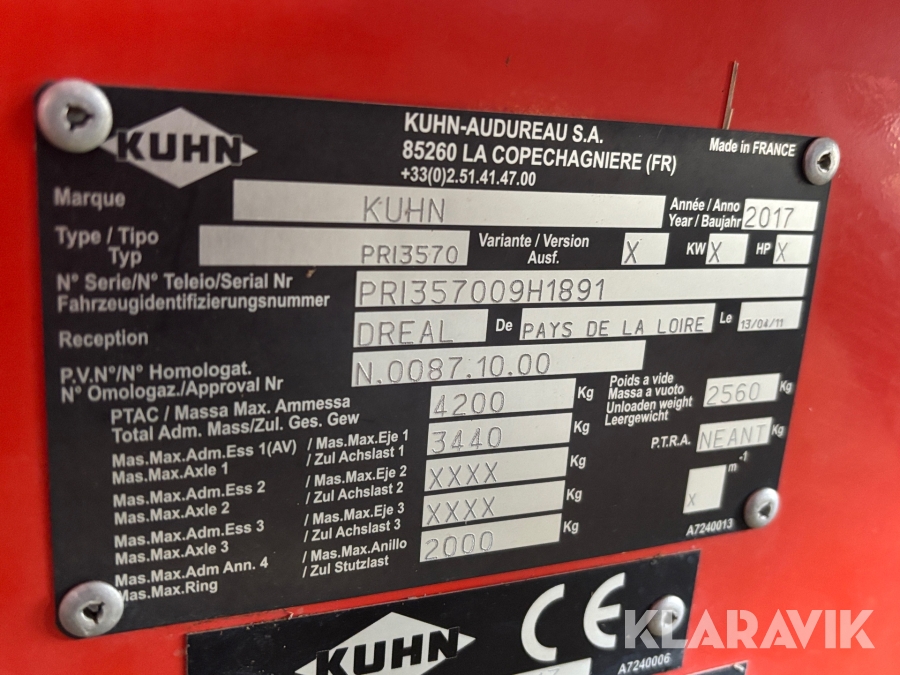 KUHN
KUHN-AUDUREAU S.A.
85260 LA COPECHAGNIERE (FR)
+33(0)2.51.41.47.00
Made in FRANCE
Marque KUHN Année / Anno
Year / Baujahr 2017
Type / Tipo
Typ PRI3570 Variante / Version
Ausf. X KW X HP X
N° Serie/N° Teleio/Serial Nr
Fahrzeugidentifizierungsnummer PRI357009H1891
Reception DREAL De PAYS DE LA LOIRE Le 13/04/11
P.V.N°/N° Homologat.
N° Omologaz./Approval Nr N.0087.10.00
PTAC / Massa Max. Ammessa
Total Adm. Mass/Zul. Ges. Gew 4200 Kg
Poids a vide
Massa a vuoto
Unloaden weight
Leergewicht 2560 Kg
Mas.Max.Adm.Ess 1(AV) / Mas.Max.Eje 1
Mas.Max.Axle 1 / Zul Achslast 1 3440 Kg
P.T.R.A. NEANT Kg
Mas.Max.Adm.Ess 2 / Mas.Max.Eje 2
Mas.Max.Axle 2 / Zul Achslast 2 XXXX Kg
X m-1
Mas.Max.Adm.Ess 3 / Mas.Max.Eje 3
Mas.Max.Axle 3 / Zul Achslast 3 XXXX Kg
Mas.Max.Adm Ann. 4 / Mas.Max.Anillo
Mas.Max.Ring / Zul Stutzlast 2000 Kg
A7240013
KUHN CE
A7240006
KLARAVIK